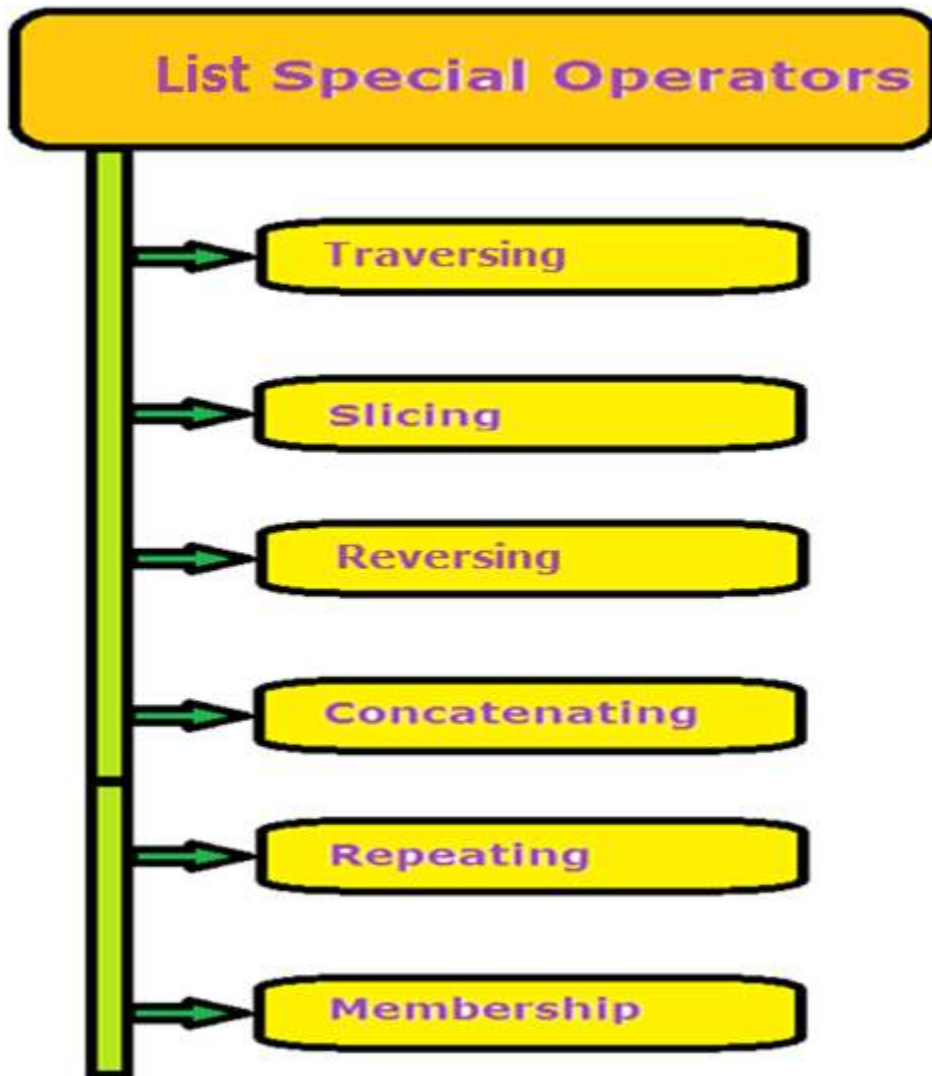 List Special Operators
Traversing
Slicing
Reversing
Concatenating
Repeating
Membership